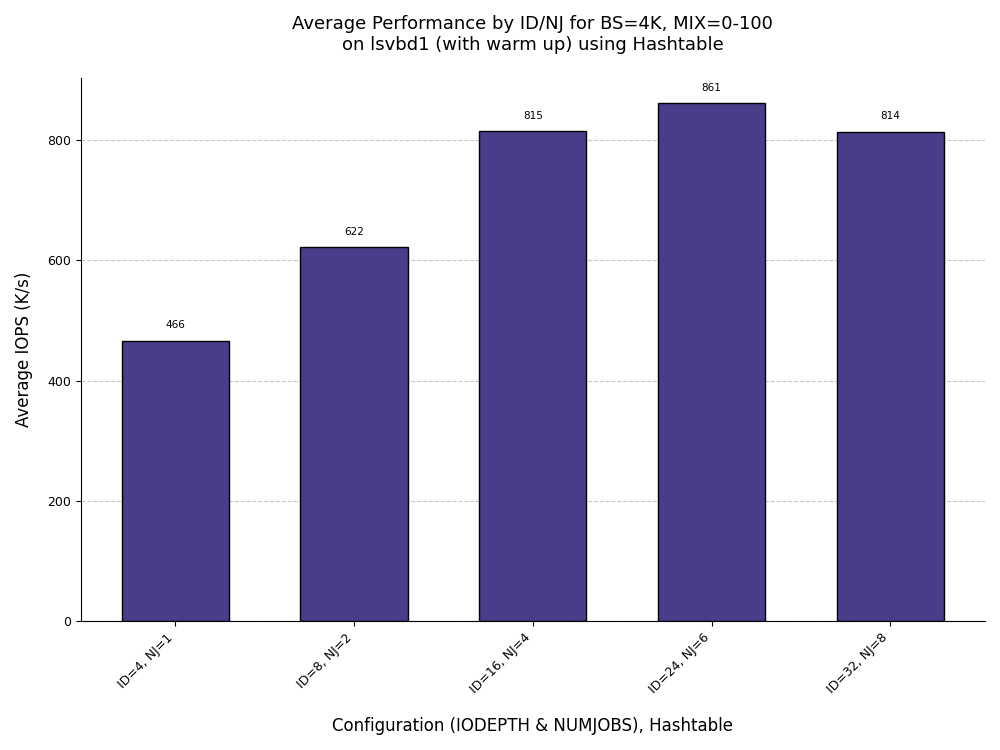 Average Performance by ID/NJ for BS=4K, MIX=0-100
on lsvbd1 (with warm up) using Hashtable
Average IOPS (K/s)
800
600
400
200
0
466
622
815
861
814
ID=4, NJ=1
ID=8, NJ=2
ID=16, NJ=4
ID=24, NJ=6
ID=32, NJ=8
Configuration (IODEPTH & NUMJOBS), Hashtable